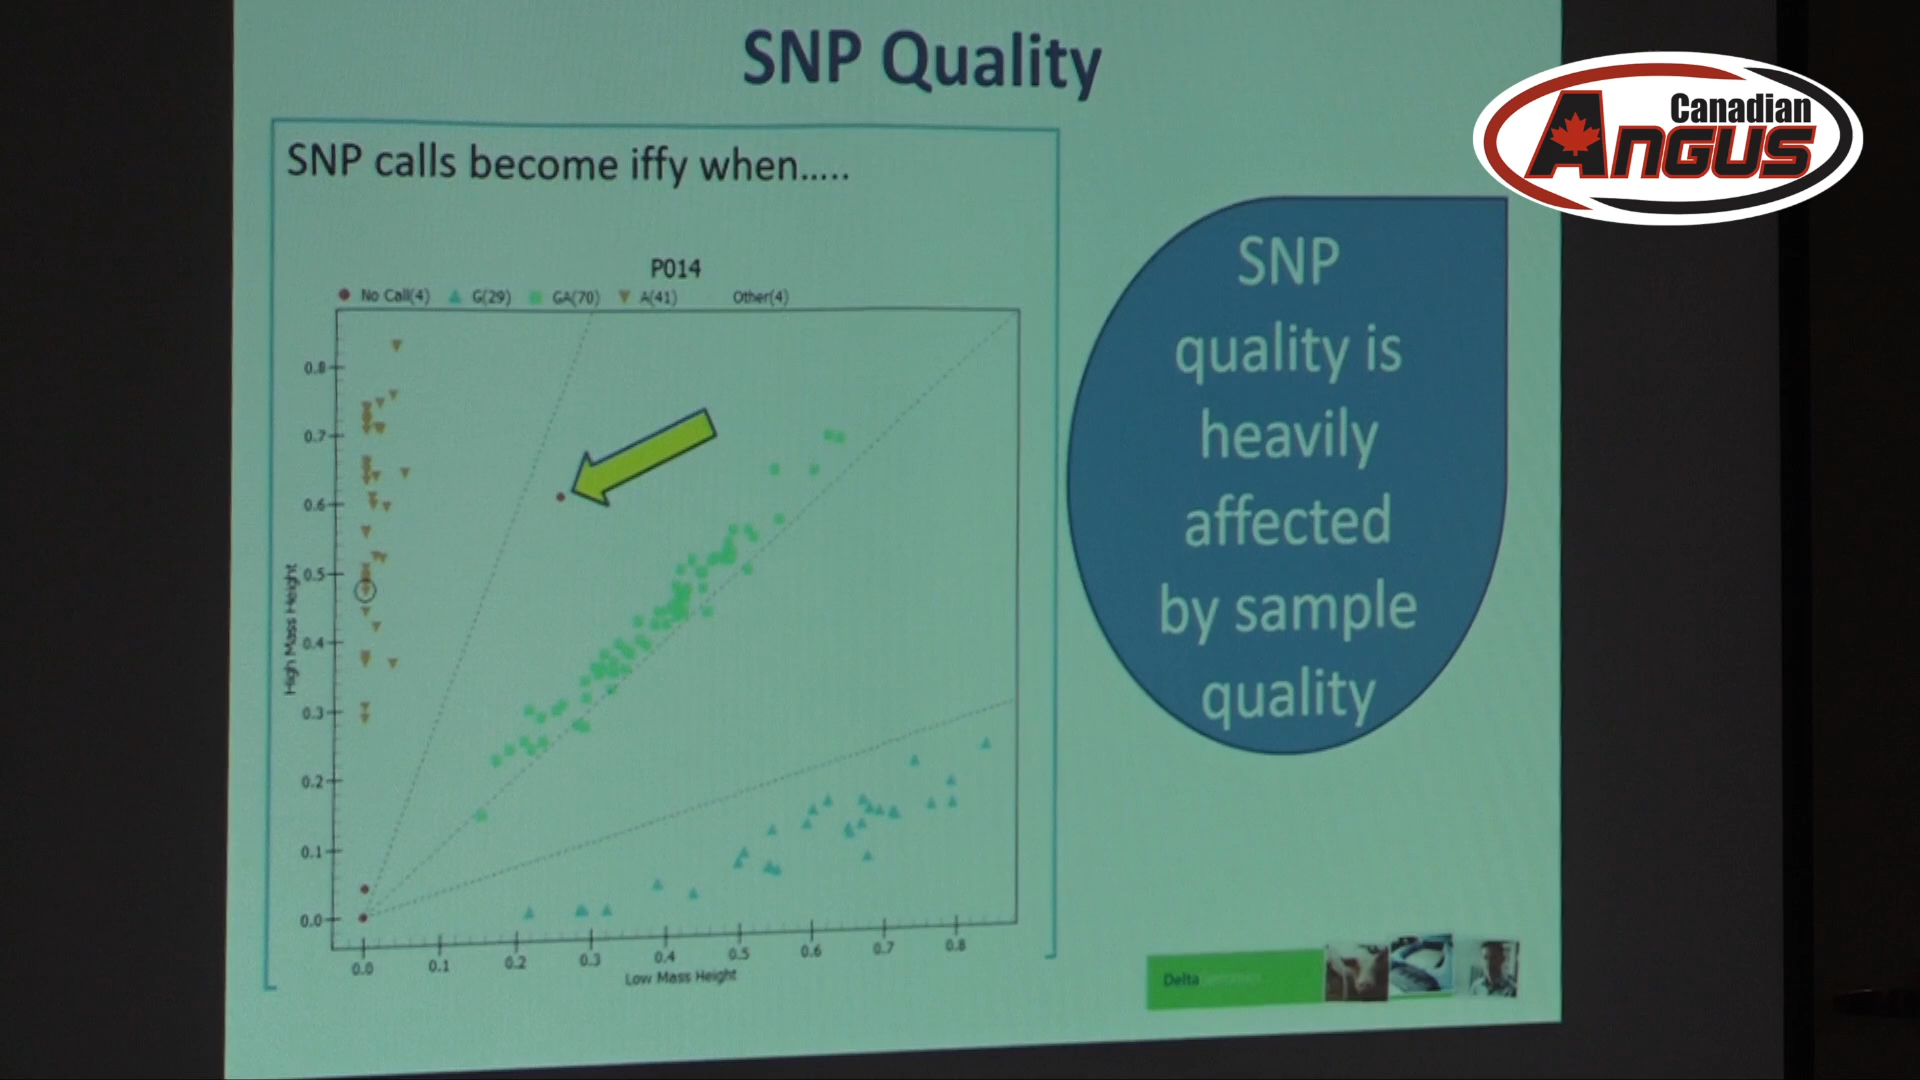 SNP Quality
Canadian
Angus
SNP calls become iffy when.....
P014
No Call(4) G(29) GA(70) A(41) Other(4)
SNP
quality is
heavily
affected
by sample
quality
High Mass Height
0.8
0.7
0.6
0.5
0.4
0.3
0.2
0.1
0.0
0.0 0.1 0.2 0.3 0.4 0.5 0.6 0.7 0.8
Low Mass Height
Delta